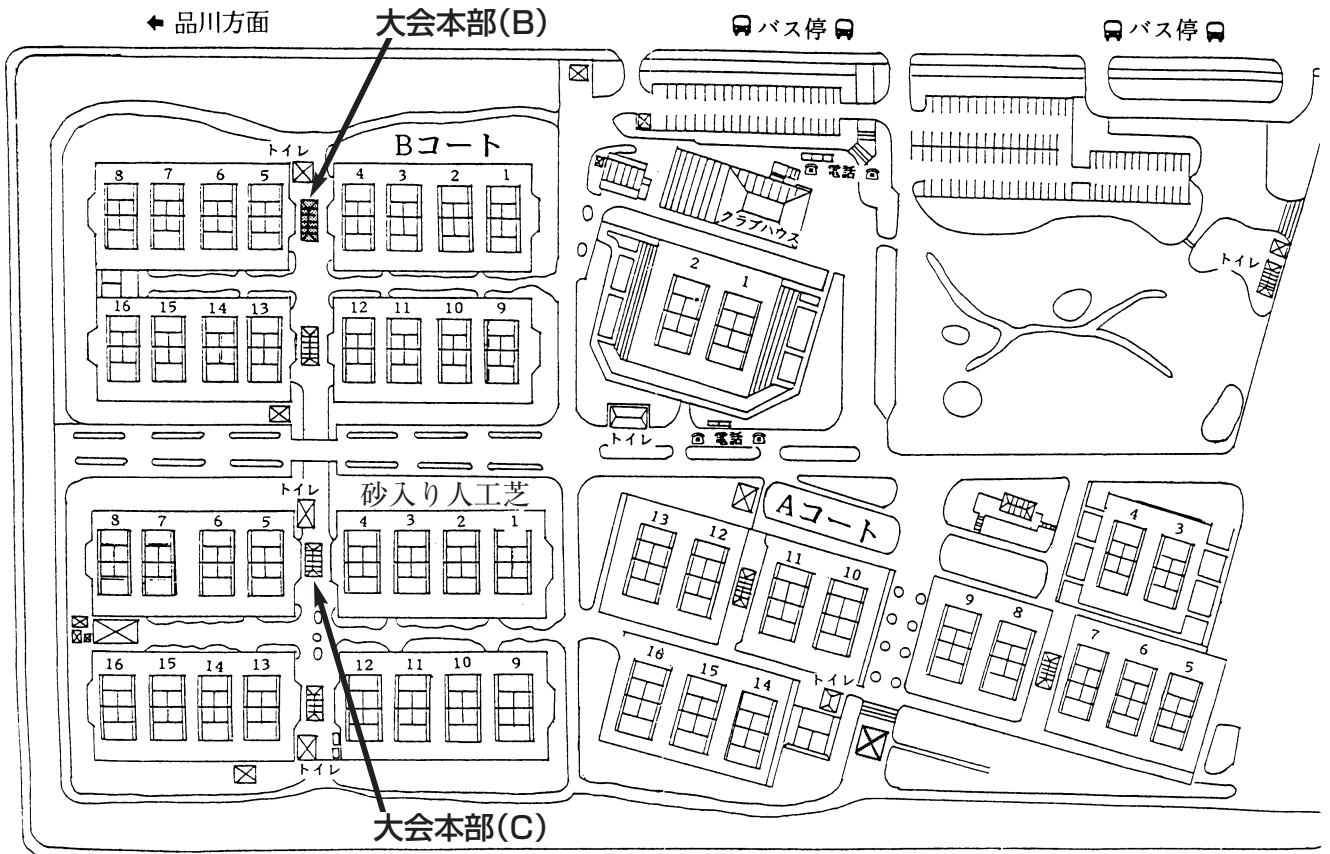 品川方面
大会本部(B)
バス停
バス停
Bコート
トイレ
8 7 6 5
4 3 2 1
電話
クラブハウス
2 1
トイレ
16 15 14 13
12 11 10 9
トイレ
電話
トイレ
砂入り人工芝
8 7 6 5
4 3 2 1
Aコート
13 12 11 10
4 3
9 8
7 6 5
16 15 14 13
12 11 10 9
16 15 14
トイレ
トイレ
大会本部(C)